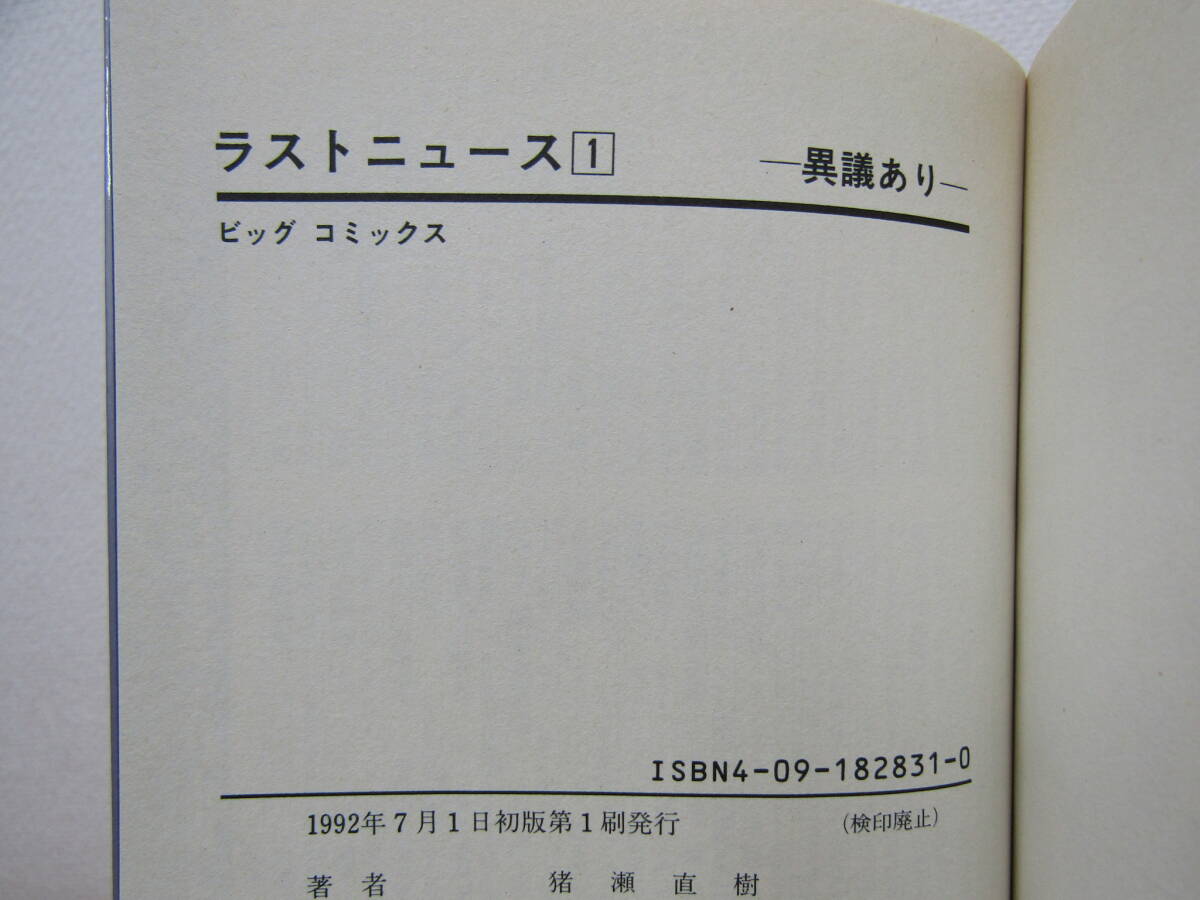 ラストニュース1 ―異議あり―
ビッグ コミックス
ISBN4-09-182831-0
1992年7月1日初版第1刷発行 (検印廃止)
著者 猪瀬直樹